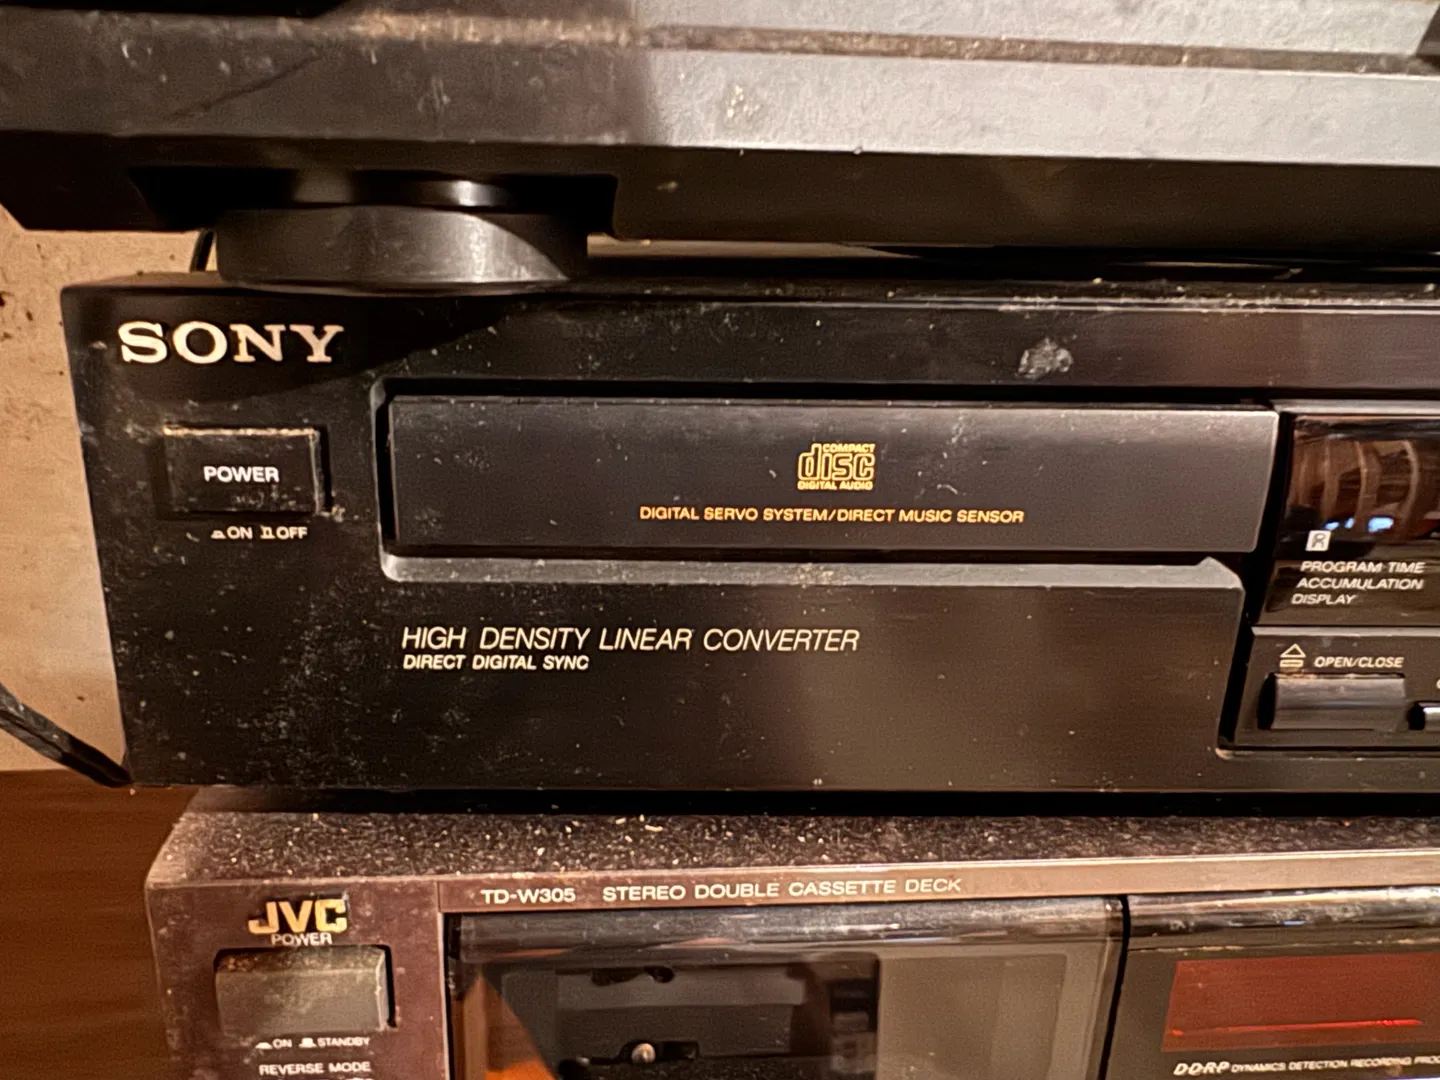 SONY
POWER
ON OFF
COMPACT
disc
DIGITAL AUDIO
DIGITAL SERVO SYSTEM/DIRECT MUSIC SENSOR
HIGH DENSITY LINEAR CONVERTER
DIRECT DIGITAL SYNC
PROGRAM TIME
ACCUMULATION
DISPLAY
OPEN/CLOSE
TD-W305 STEREO DOUBLE CASSETTE DECK
JVC
POWER
ON STANDBY
REVERSE MODE
DDRP DYNAMICS DETECTION RECORDING